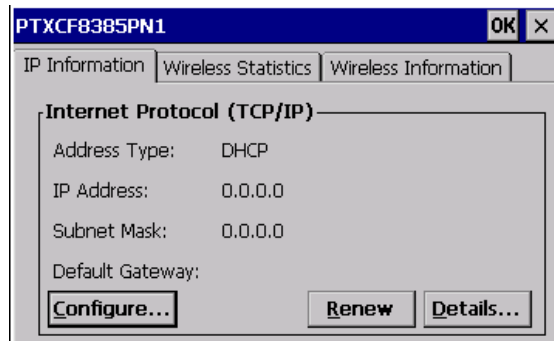 PTXCF8385PN1 OK ×
IP Information Wireless Statistics Wireless Information
Internet Protocol (TCP/IP)
Address Type: DHCP
IP Address: 0.0.0.0
Subnet Mask: 0.0.0.0
Default Gateway:
Configure... Renew Details...